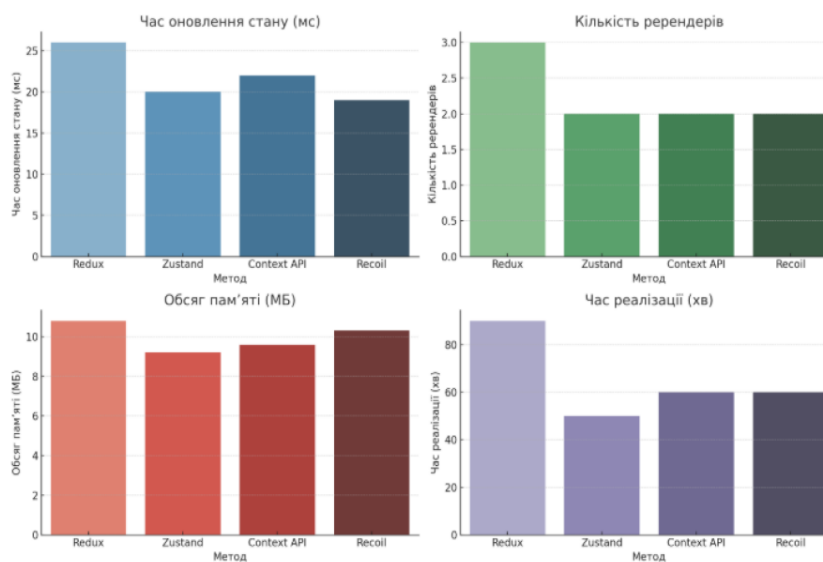 Час оновлення стану (мс)
Час оновлення стану (мс)
25
20
15
10
5
0
Redux Zustand Context API Recoil
Метод
Кількість ререндерів
Кількість ререндерів
3.0
2.5
2.0
1.5
1.0
0.5
0.0
Redux Zustand Context API Recoil
Метод
Обсяг пам’яті (МБ)
Обсяг пам’яті (МБ)
10
8
6
4
2
0
Redux Zustand Context API Recoil
Метод
Час реалізації (хв)
Час реалізації (хв)
80
60
40
20
0
Redux Zustand Context API Recoil
Метод